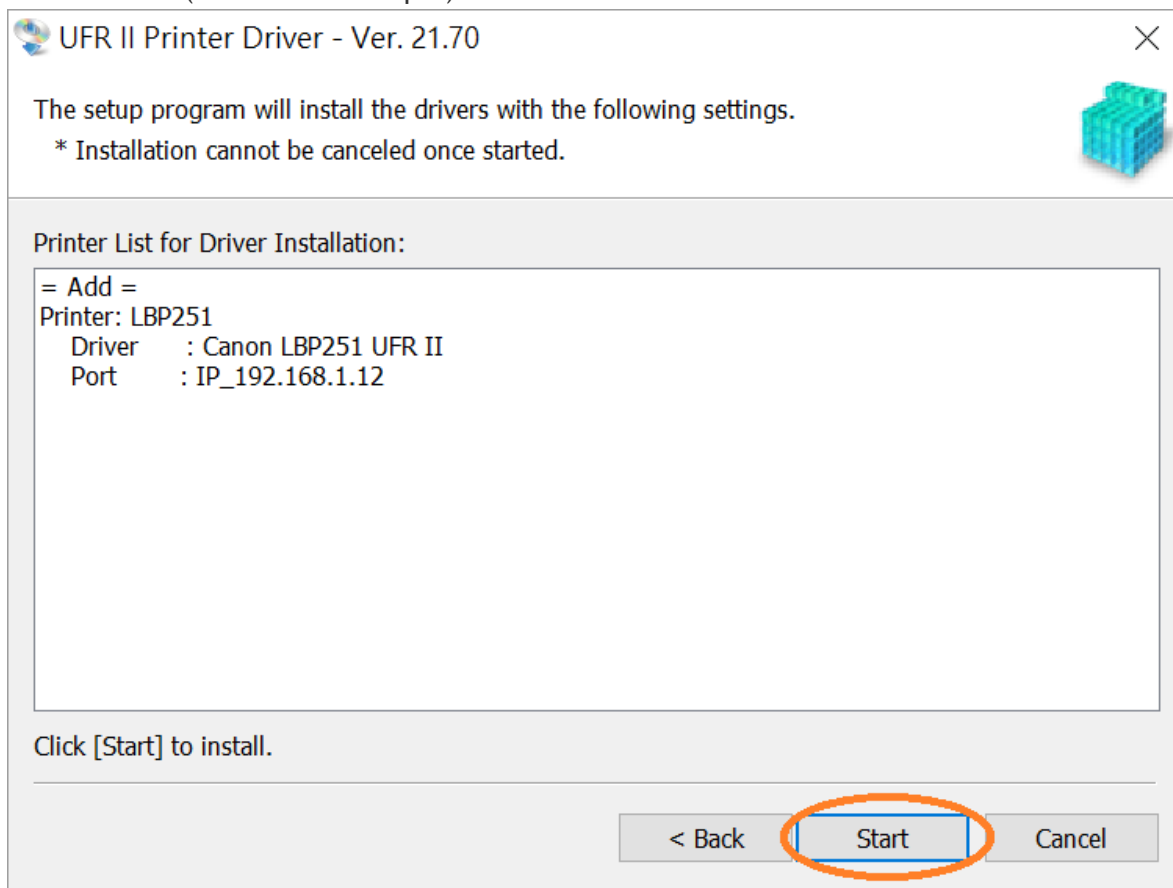 UFR II Printer Driver - Ver. 21.70
The setup program will install the drivers with the following settings.
* Installation cannot be canceled once started.
Printer List for Driver Installation:
= Add =
Printer: LBP251
Driver : Canon LBP251 UFR II
Port : IP_192.168.1.12
Click [Start] to install.
< Back Start Cancel